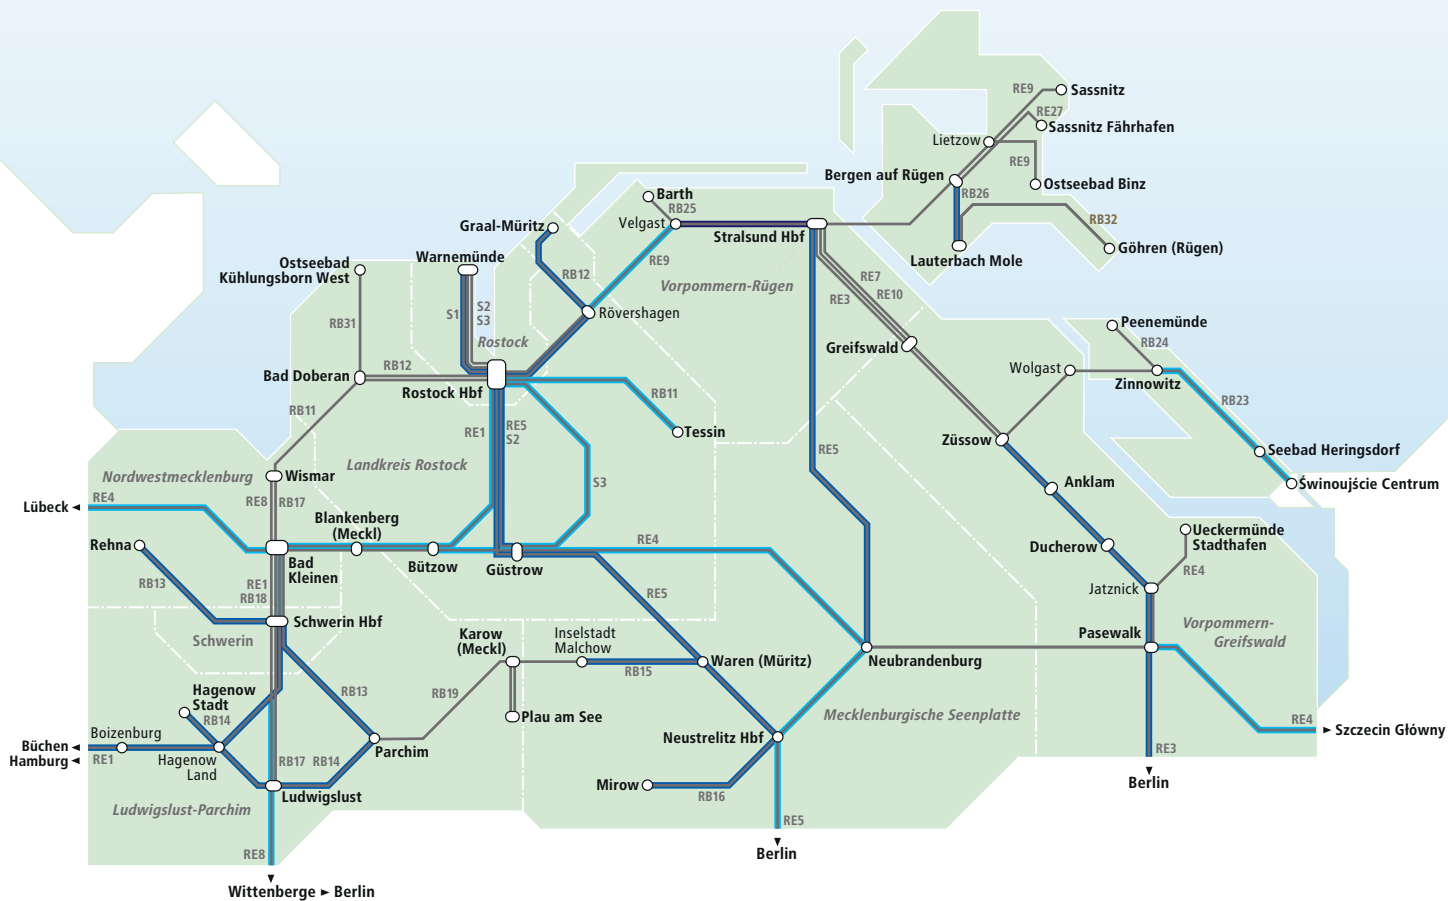 RE9
Sassnitz
RE27
Sassnitz Fährhafen
Lietzow
RE9
Bergen auf Rügen
Ostseebad Binz
RB26
Barth
RB25
RB32
Velgast
Graal-Müritz
Stralsund Hbf
Göhren (Rügen)
Lauterbach Mole
Warnemünde
Ostseebad
Kühlungsborn West
RE9
RB12
Vorpommern-Rügen
RE7
RE10
RE3
S1
S2
S3
Rövershagen
RB31
Rostock
Peenemünde
RB24
Greifswald
RB12
Wolgast
Bad Doberan
Zinnowitz
Rostock Hbf
RB11
RB23
RB11
RE1
RE5
S2
Tessin
Züssow
RE5
Seebad Heringsdorf
Landkreis Rostock
Nordwestmecklenburg
Wismar
S3
Anklam
Świnoujście Centrum
RE4
Lübeck
RE8
RB17
Blankenberg
(Meckl)
Ueckermünde
Stadthafen
Rehna
RE4
Ducherow
Bad
Kleinen
Bützow
Güstrow
RE4
RB13
RE1
RB18
RE5
Jatznick
Schwerin Hbf
Vorpommern-
Greifswald
Schwerin
Karow
(Meckl)
Inselstadt
Malchow
Pasewalk
Waren (Müritz)
Neubrandenburg
RB15
Hagenow
Stadt
RB13
RB19
RB14
Plau am See
Mecklenburgische Seenplatte
RE4
Boizenburg
Szczecin Główny
Büchen
Hamburg
RE1
Parchim
Neustrelitz Hbf
RE3
Hagenow
Land
RB17
RB14
Berlin
Mirow
RB16
Ludwigslust
Ludwigslust-Parchim
RE5
RE8
Berlin
Wittenberge ► Berlin